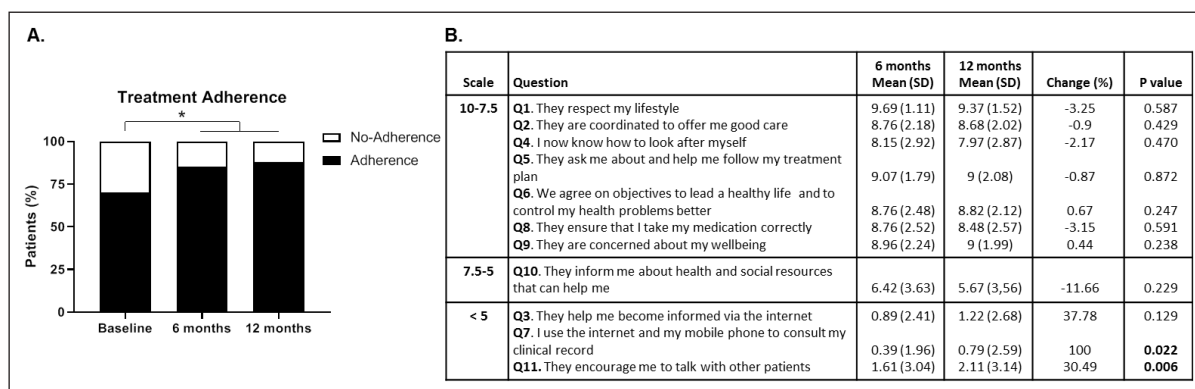 A.
Treatment Adherence
*
No-Adherence
Adherence
Patients (%)
100
75
50
25
0
Baseline 6 months 12 months
B.
Scale Question 6 months Mean (SD) 12 months Mean (SD) Change (%) P value
10-7.5 Q1. They respect my lifestyle 9.69 (1.11) 9.37 (1.52) -3.25 0.587
Q2. They are coordinated to offer me good care 8.76 (2.18) 8.68 (2.02) -0.9 0.429
Q4. I now know how to look after myself 8.15 (2.92) 7.97 (2.87) -2.17 0.470
Q5. They ask me about and help me follow my treatment
plan 9.07 (1.79) 9 (2.08) -0.87 0.872
Q6. We agree on objectives to lead a healthy life and to
control my health problems better 8.76 (2.48) 8.82 (2.12) 0.67 0.247
Q8. They ensure that I take my medication correctly 8.76 (2.52) 8.48 (2.57) -3.15 0.591
Q9. They are concerned about my wellbeing 8.96 (2.24) 9 (1.99) 0.44 0.238
7.5-5 Q10. They inform me about health and social resources
that can help me 6.42 (3.63) 5.67 (3,56) -11.66 0.229
< 5 Q3. They help me become informed via the internet 0.89 (2.41) 1.22 (2.68) 37.78 0.129
Q7. I use the internet and my mobile phone to consult my
clinical record 0.39 (1.96) 0.79 (2.59) 100 0.022
Q11. They encourage me to talk with other patients 1.61 (3.04) 2.11 (3.14) 30.49 0.006